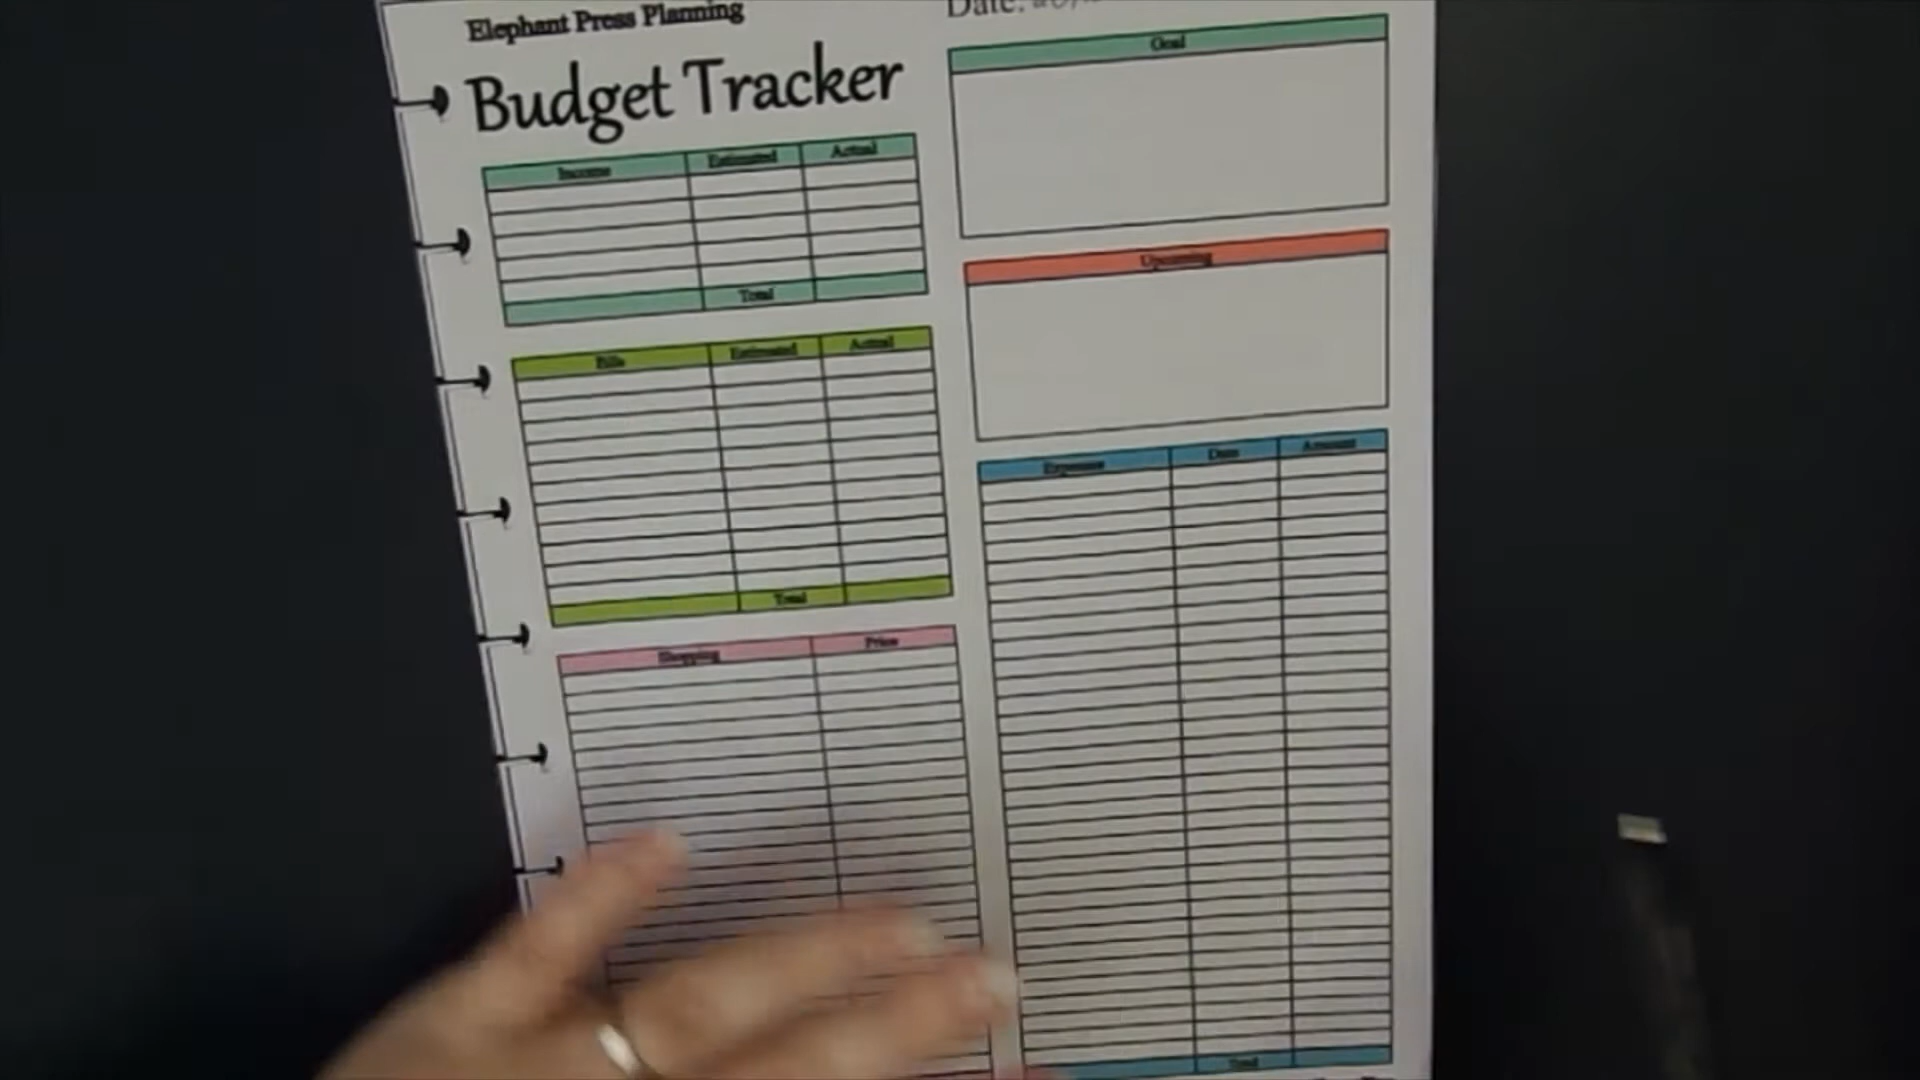 Elephant Press Planning
Date:
Budget Tracker
Income Estimated Actual
Total
Bills Estimated Actual
Total
Shopping Price
Goal
Upcoming
Expenses Date Amount
Total